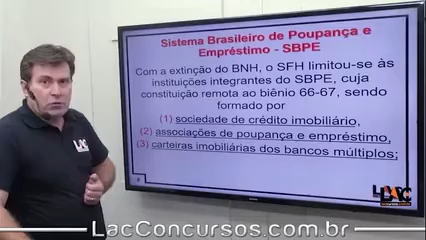 Sistema Brasileiro de Poupança e
Empréstimo - SBPE
Com a extinção do BNH, o SFH limitou-se às
instituições integrantes do SBPE, cuja
constituição remota ao biênio 66-67, sendo
formado por
(1) sociedade de crédito imobiliário,
(2) associações de poupança e empréstimo,
(3) carteiras imobiliárias dos bancos múltiplos;
LAC
LacConcursos.com.br